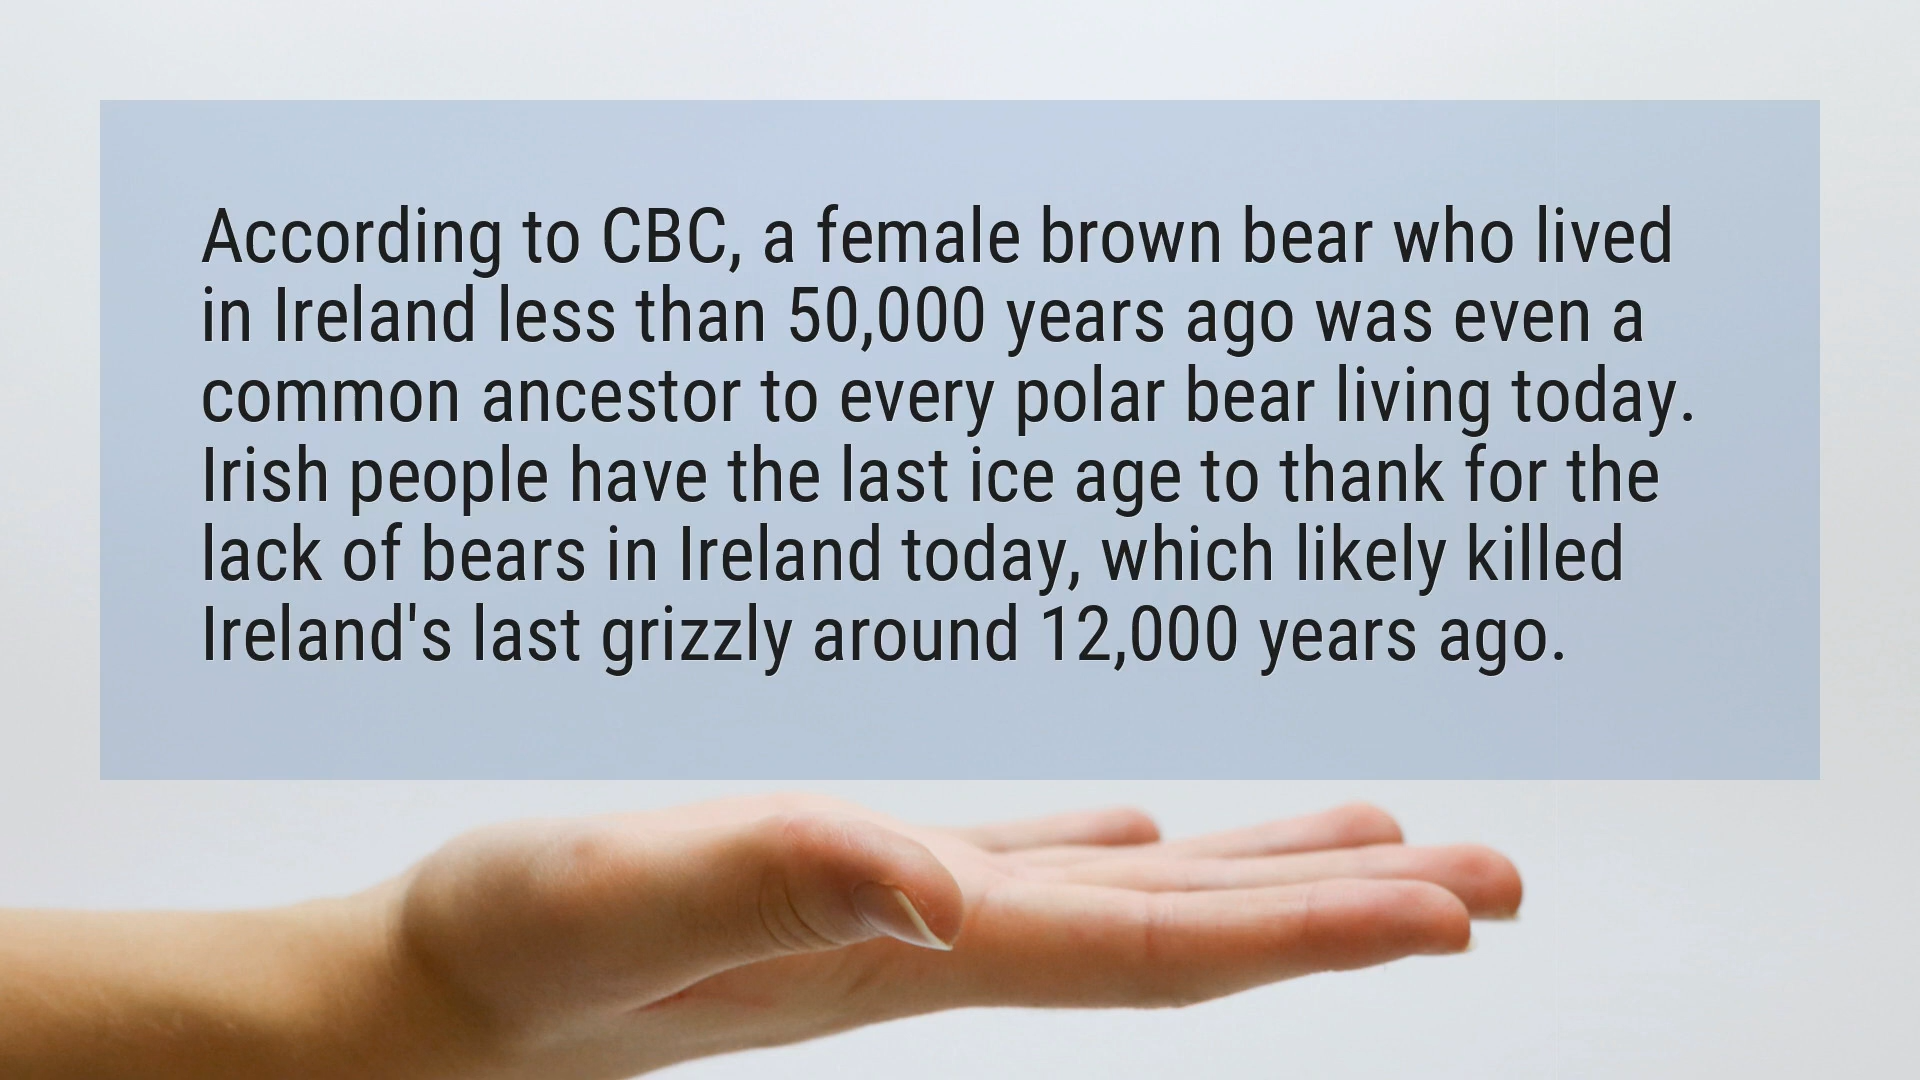 According to CBC, a female brown bear who lived
in Ireland less than 50,000 years ago was even a
common ancestor to every polar bear living today.
Irish people have the last ice age to thank for the
lack of bears in Ireland today, which likely killed
Ireland's last grizzly around 12,000 years ago.